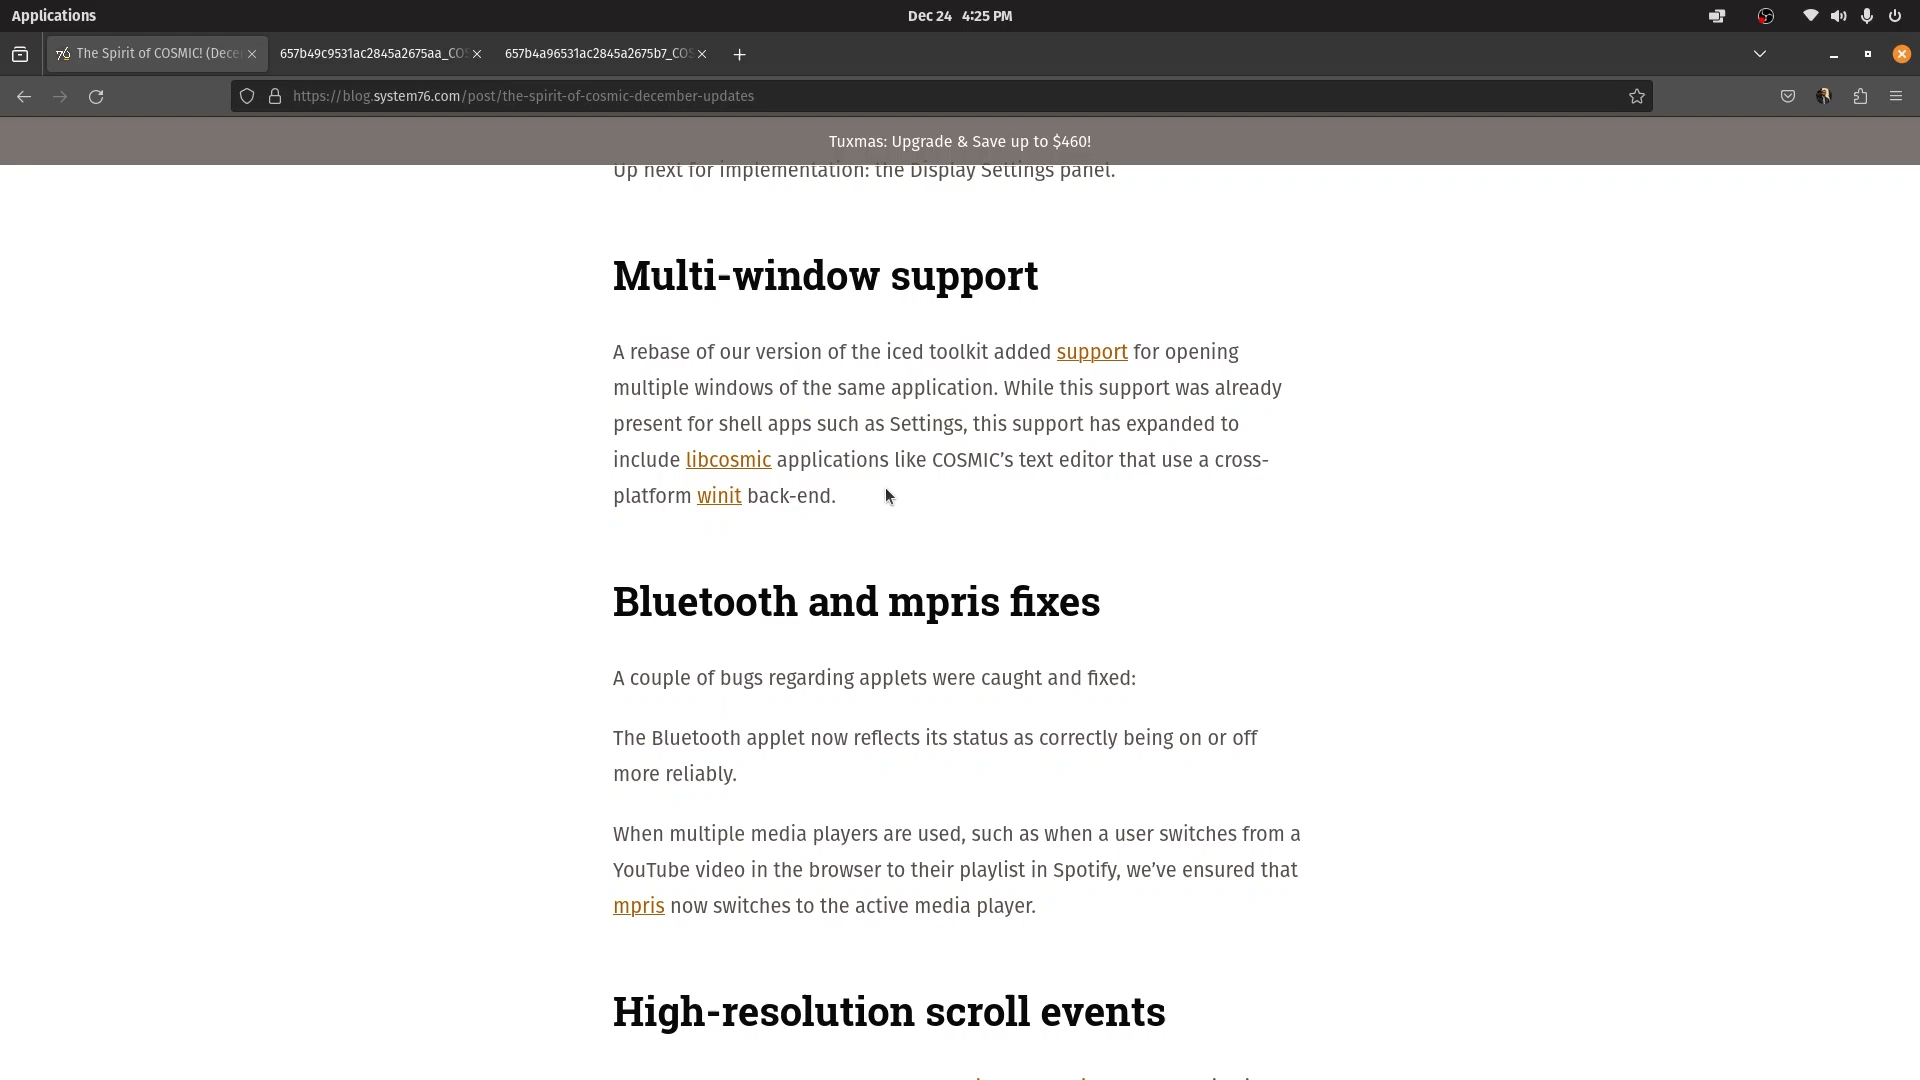 Applications
Dec 24 4:25 PM
The Spirit of COSMIC! (Dece
657b49c9531ac2845a2675aa_COS
657b4a96531ac2845a2675b7_COS
https://blog.system76.com/post/the-spirit-of-cosmic-december-updates
Tuxmas: Upgrade & Save up to $460!
Up next for implementation: the Display Settings panel.
Multi-window support
A rebase of our version of the iced toolkit added support for opening
multiple windows of the same application. While this support was already
present for shell apps such as Settings, this support has expanded to
include libcosmic applications like COSMIC’s text editor that use a cross-
platform winit back-end.
Bluetooth and mpris fixes
A couple of bugs regarding applets were caught and fixed:
The Bluetooth applet now reflects its status as correctly being on or off
more reliably.
When multiple media players are used, such as when a user switches from a
YouTube video in the browser to their playlist in Spotify, we’ve ensured that
mpris now switches to the active media player.
High-resolution scroll events